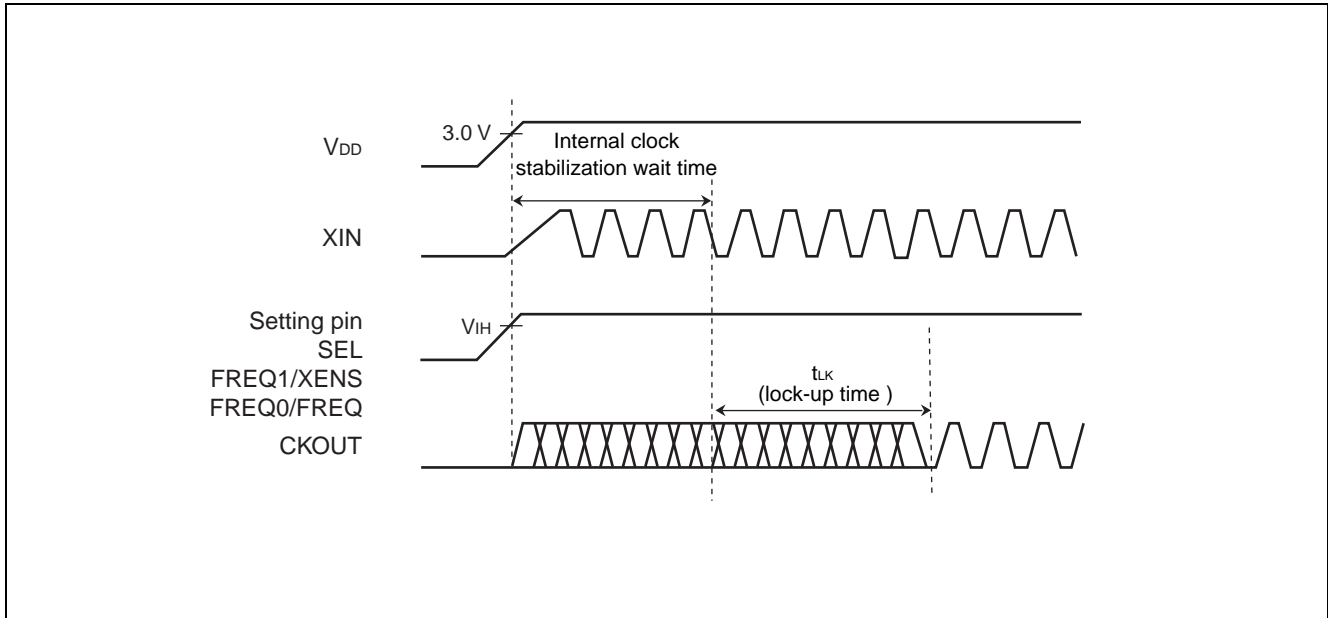 VDD
3.0 V
Internal clock
stabilization wait time
XIN
Setting pin
SEL
FREQ1/XENS
FREQ0/FREQ
VIH
tLK
(lock-up time )
CKOUT